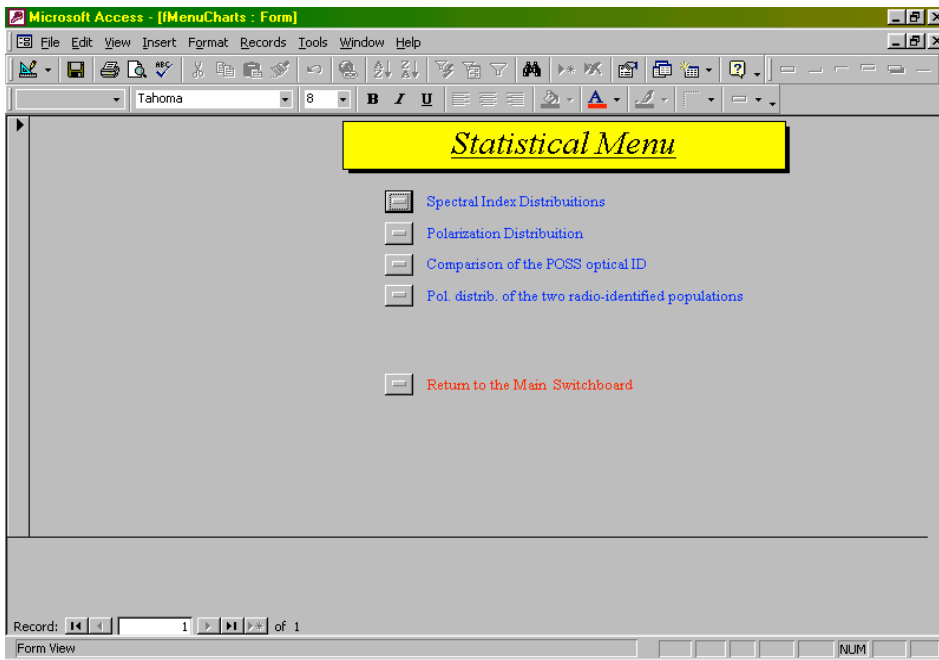 Microsoft Access - [fMenuCharts : Form]
File Edit View Insert Format Records Tools Window Help
Tahoma 8 B I U A
Statistical Menu
Spectral Index Distribuitions
Polarization Distribuition
Comparison of the POSS optical ID
Pol. distrib. of the two radio-identified populations
Return to the Main Switchboard
Record: 1 of 1
Form View NUM